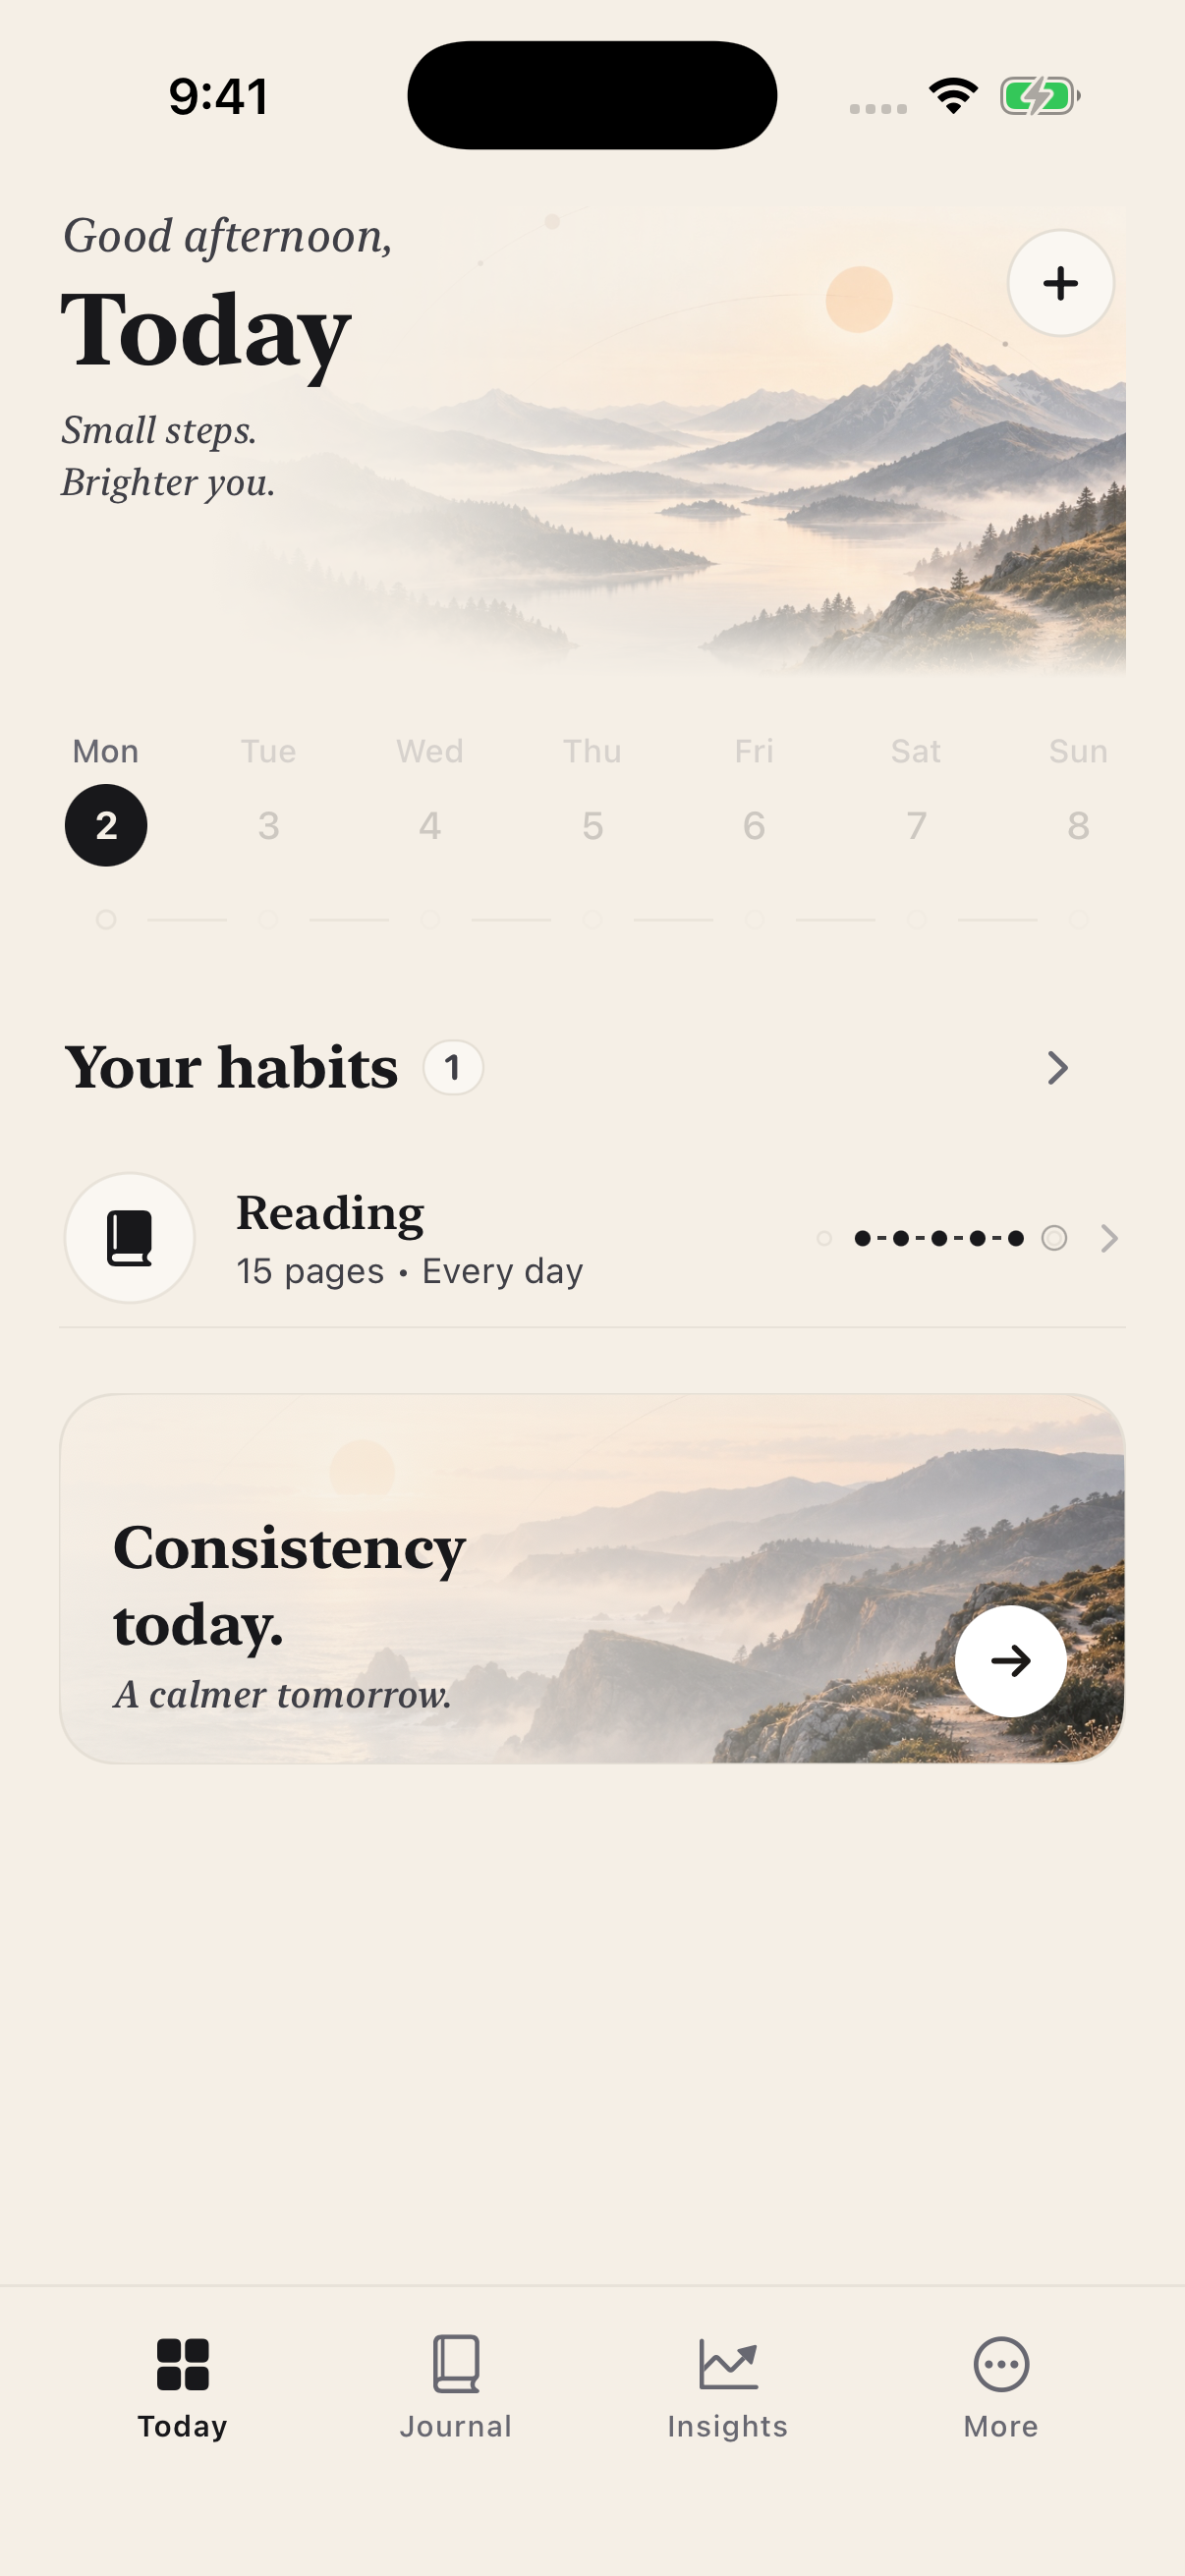 9:41
Good afternoon,
Today
Small steps.
Brighter you.
Mon Tue Wed Thu Fri Sat Sun
2 3 4 5 6 7 8
Your habits 1
Reading
15 pages • Every day
Consistency
today.
A calmer tomorrow.
Today Journal Insights More